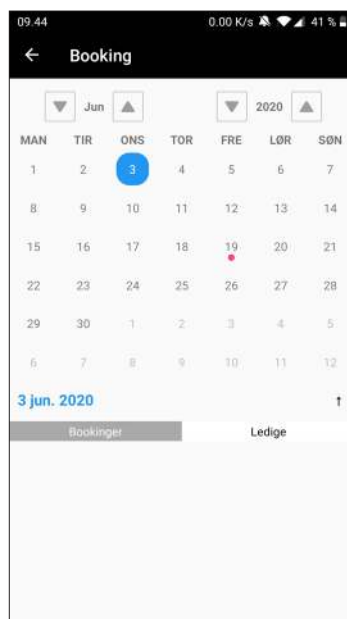 09.44 0.00 K/s 41 %
Booking
Jun 2020
MAN TIR ONS TOR FRE LØR SØN
1 2 3 4 5 6 7
8 9 10 11 12 13 14
15 16 17 18 19 20 21
22 23 24 25 26 27 28
29 30 1 2 3 4 5
6 7 8 9 10 11 12
3 jun. 2020
Bookinger Ledige